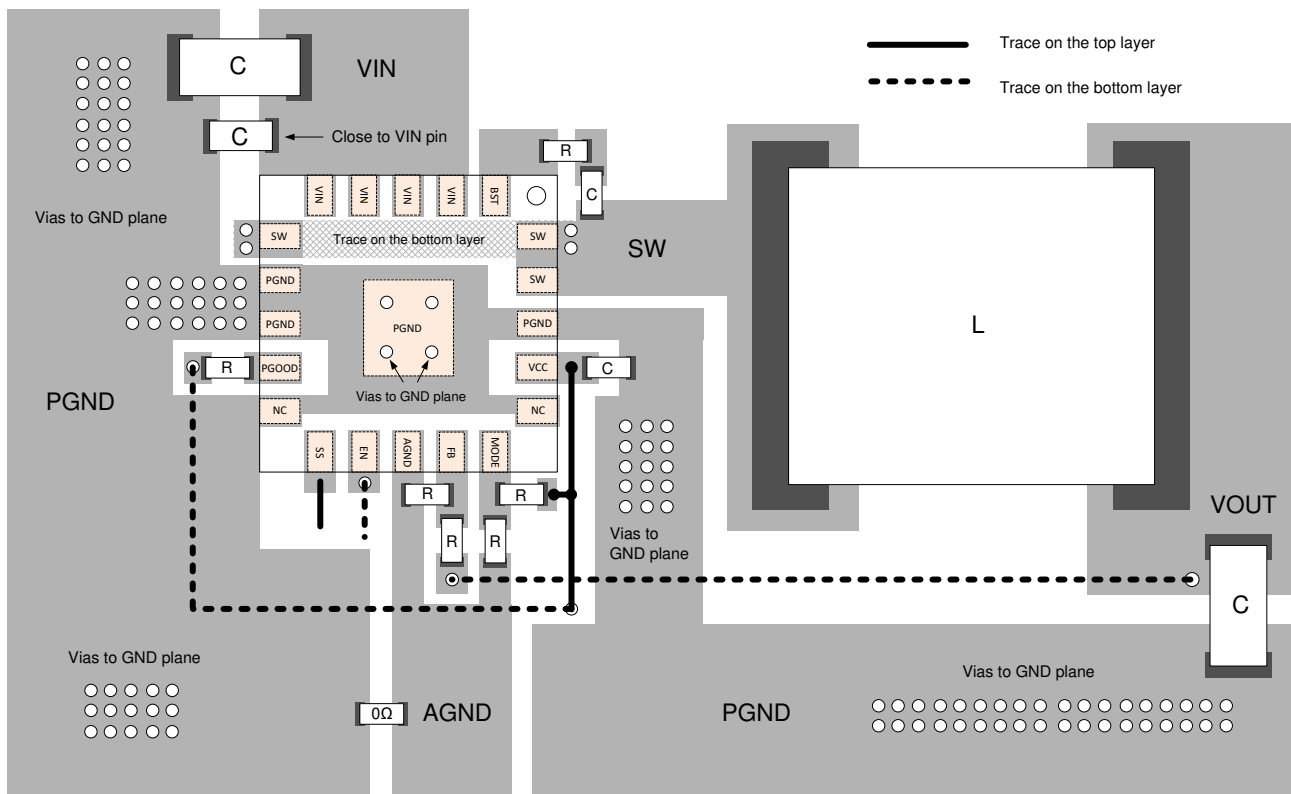 Trace on the top layer
C
VIN
Trace on the bottom layer
C
Close to VIN pin
R
VIN
VIN
VIN
VIN
BST
C
Vias to GND plane
SW
Trace on the bottom layer
SW
SW
PGND
SW
PGND
PGND
PGND
L
PGOOD
R
VCC
C
Vias to GND plane
PGND
NC
NC
SS
EN
AGND
FB
MODE
R
R
VOUT
R
R
Vias to
GND plane
C
Vias to GND plane
Vias to GND plane
0Ω
AGND
PGND